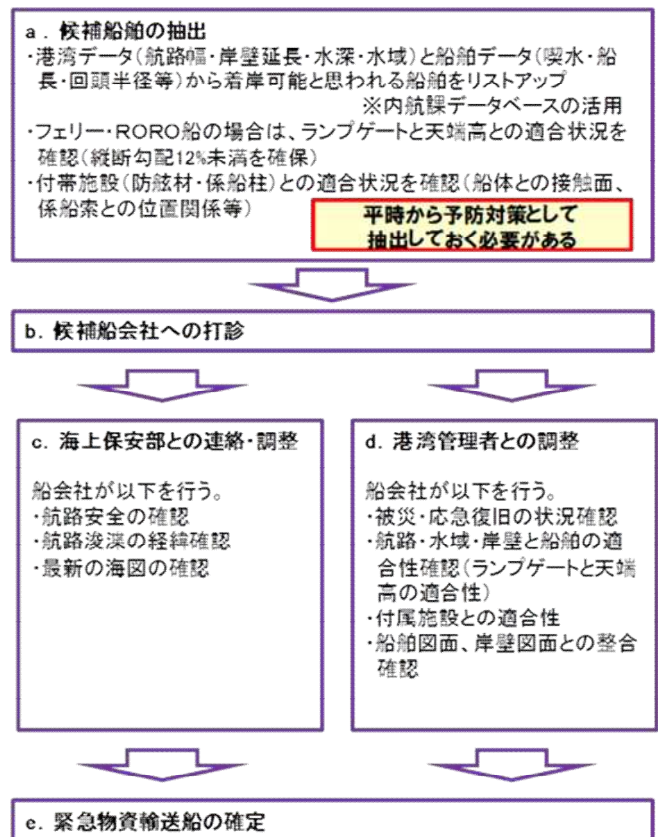 a．候補船舶の抽出
・港湾データ（航路幅・岸壁延長・水深・水域）と船舶データ（喫水・船
長・回頭半径等）から着岸可能と思われる船舶をリストアップ
※内航課データベースの活用
・フェリー・RORO船の場合は、ランプゲートと天端高との適合状況を
確認（縦断勾配12%未満を確保）
・付帯施設（防舷材・係船柱）との適合状況を確認（船体との接触面、
係船索との位置関係等）
平時から予防対策として
抽出しておく必要がある
b．候補船会社への打診
c．海上保安部との連絡・調整
船会社が以下を行う。
・航路安全の確認
・航路浚渫の経緯確認
・最新の海図の確認
d．港湾管理者との調整
船会社が以下を行う。
・被災・応急復旧の状況確認
・航路・水域・岸壁と船舶の適
合性確認（ランプゲートと天端
高の適合性）
・付属施設との適合性
・船舶図面、岸壁図面との整合
確認
e．緊急物資輸送船の確定